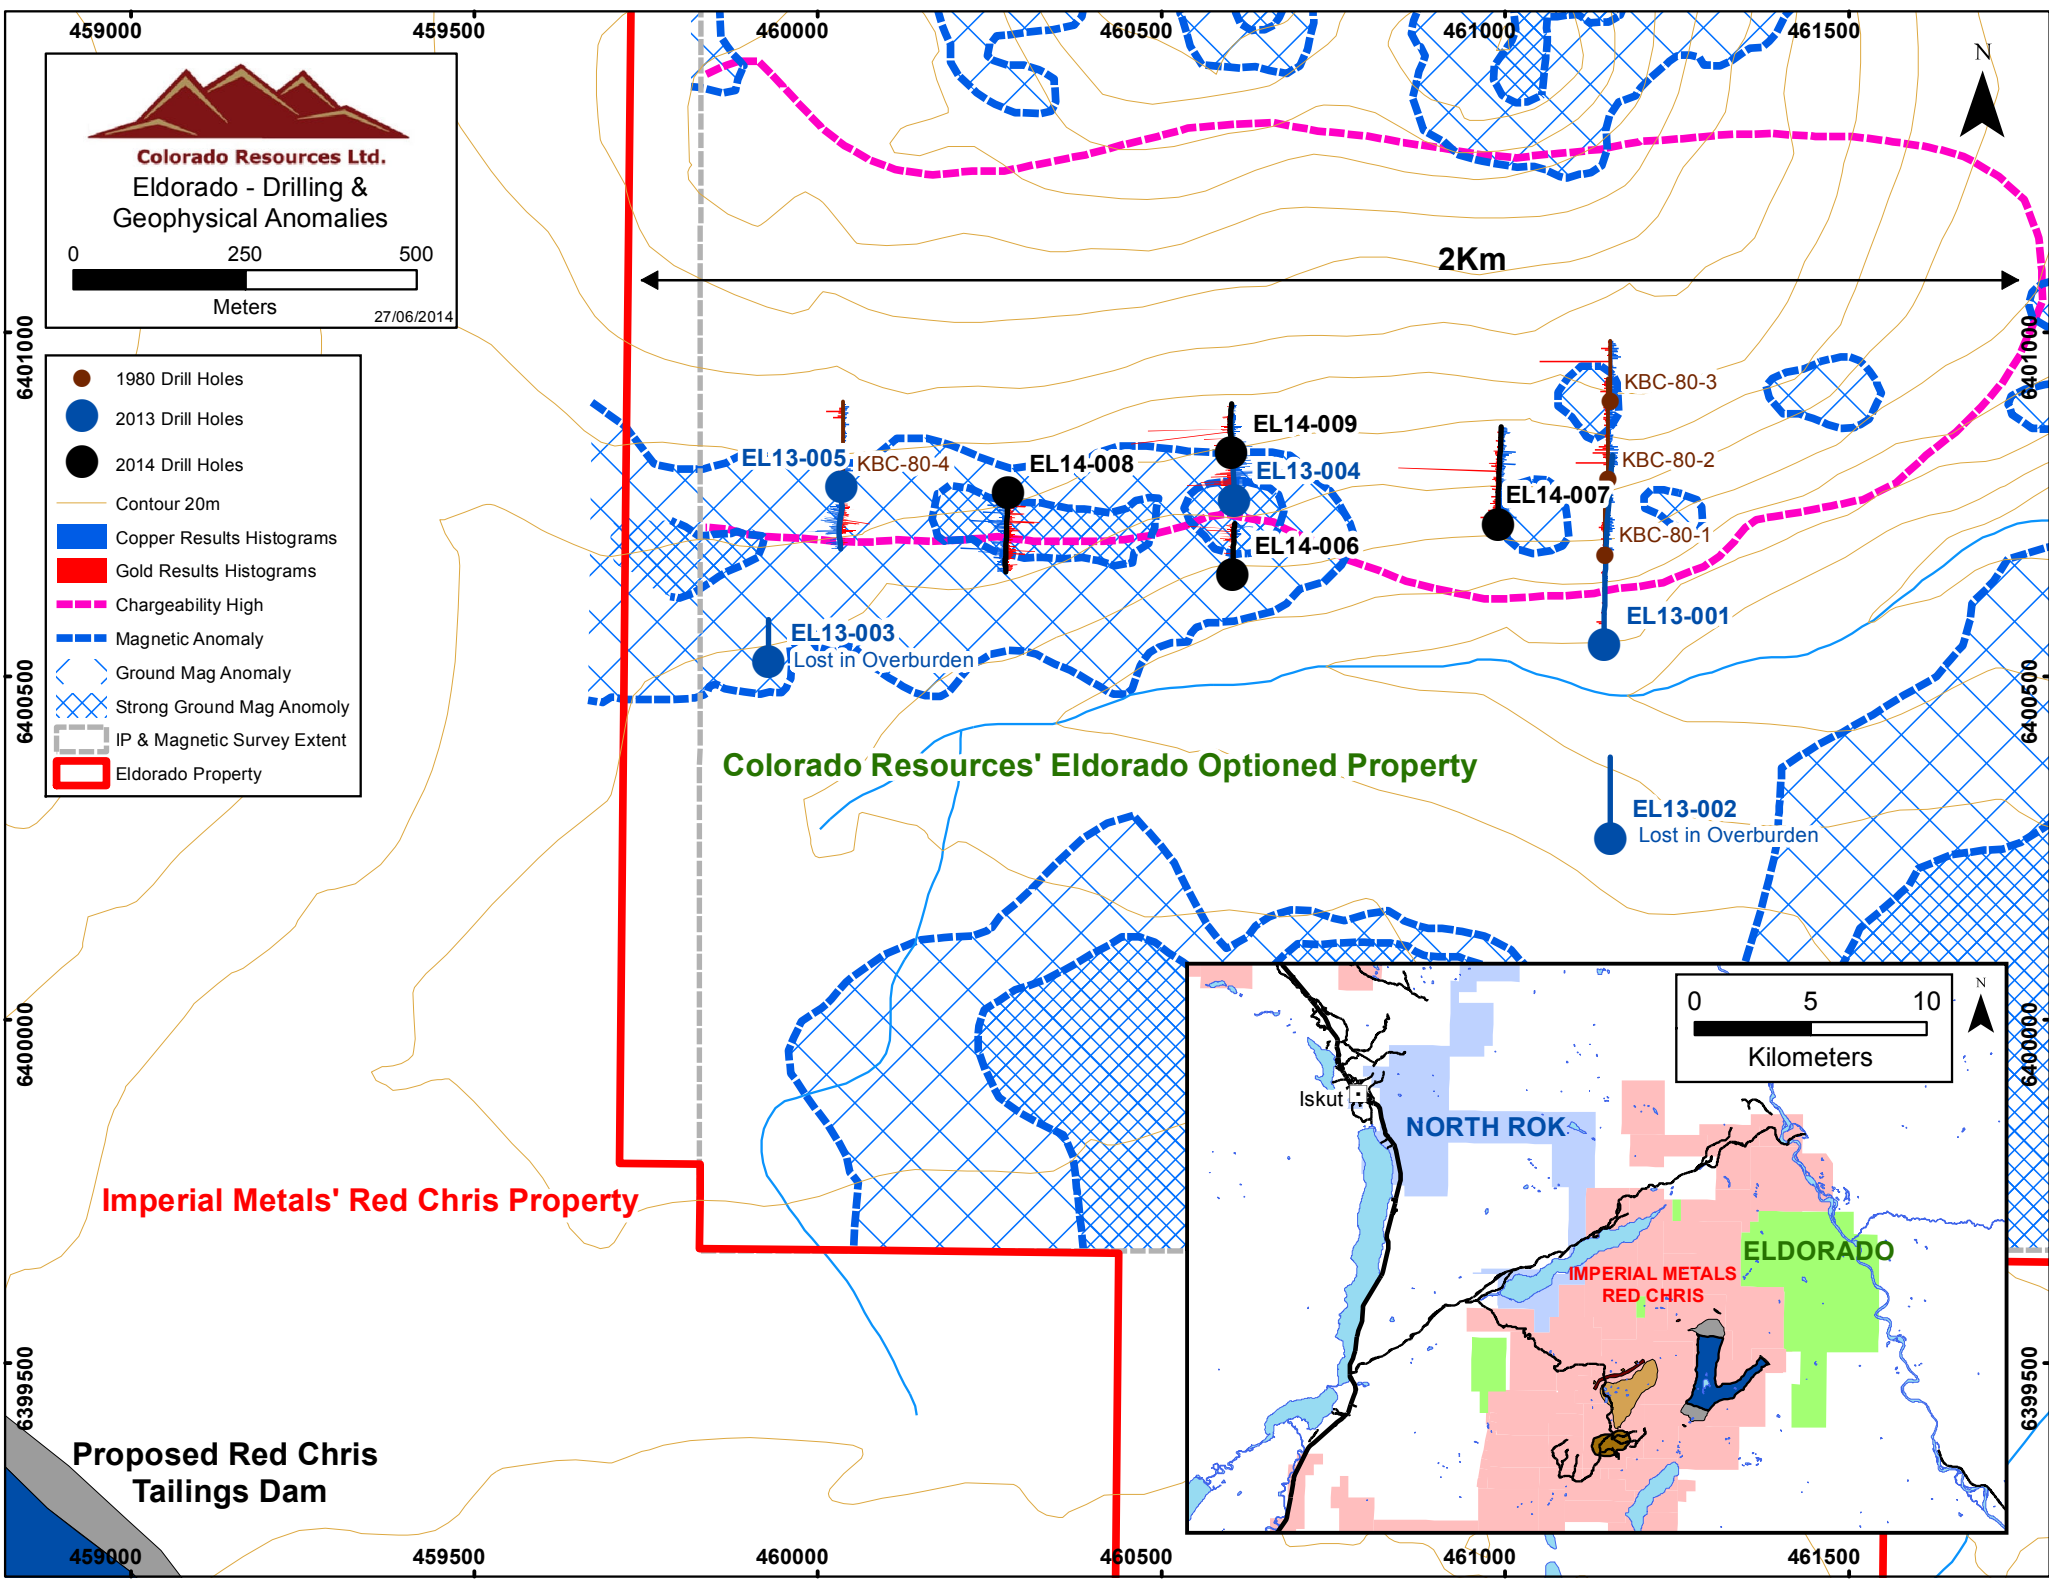 459000
459500
460000
460500
461000
461500
N
Colorado Resources Ltd.
Eldorado - Drilling &
Geophysical Anomalies
0 250 500
Meters
27/06/2014
2Km
6401000
6401000
1980 Drill Holes
2013 Drill Holes
2014 Drill Holes
Contour 20m
Copper Results Histograms
Gold Results Histograms
Chargeability High
Magnetic Anomaly
Ground Mag Anomaly
Strong Ground Mag Anomoly
IP & Magnetic Survey Extent
Eldorado Property
KBC-80-3
EL14-009
EL13-005
KBC-80-4
EL14-008
EL13-004
KBC-80-2
EL14-007
KBC-80-1
EL14-006
EL13-001
EL13-003
Lost in Overburden
6400500
6400500
Colorado Resources' Eldorado Optioned Property
EL13-002
Lost in Overburden
6400000
6400000
0 5 10
Kilometers
N
Iskut
NORTH ROK
ELDORADO
IMPERIAL METALS
RED CHRIS
Imperial Metals' Red Chris Property
6399500
6399500
Proposed Red Chris
Tailings Dam
459000
459500
460000
460500
461000
461500